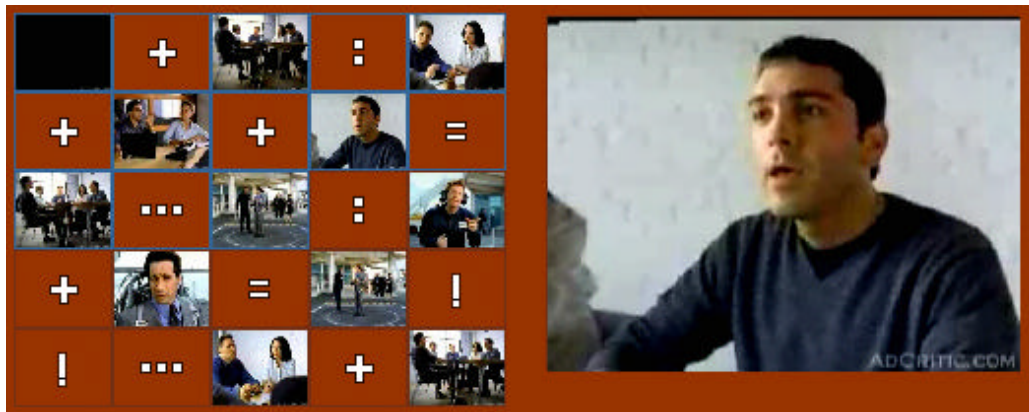 + :
+ + =
... :
+ = !
! ... +
ADCRITIC.COM